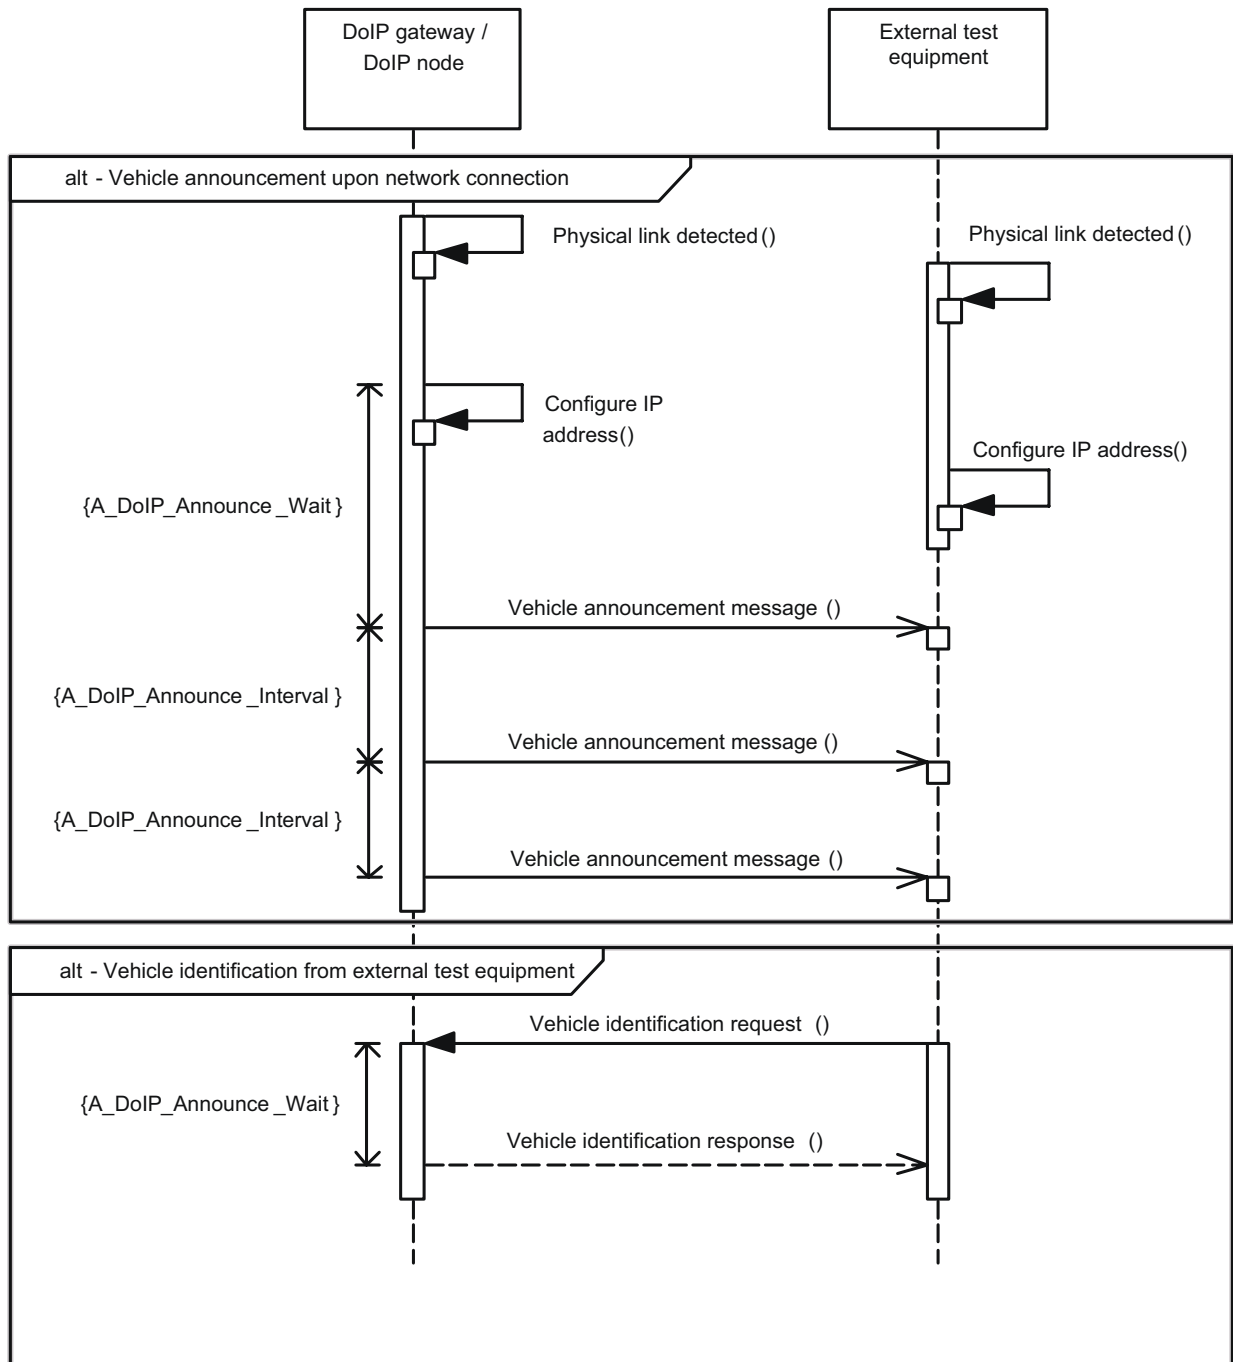 DoIP gateway /
DoIP node
External test
equipment
alt - Vehicle announcement upon network connection
Physical link detected ()
Physical link detected ()
Configure IP
address()
Configure IP address()
{A_DoIP_Announce _Wait }
Vehicle announcement message ()
{A_DoIP_Announce _Interval }
Vehicle announcement message ()
{A_DoIP_Announce _Interval }
Vehicle announcement message ()
alt - Vehicle identification from external test equipment
Vehicle identification request ()
{A_DoIP_Announce _Wait }
Vehicle identification response ()